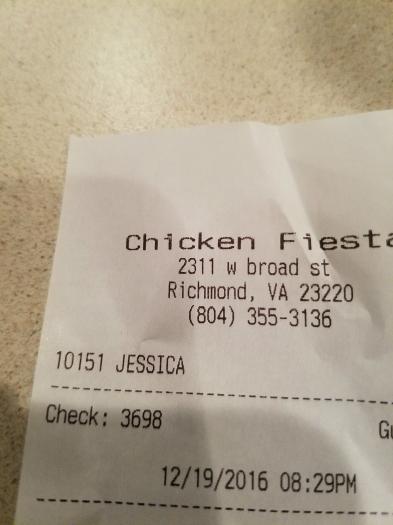 Chicken Fiesta
2311 w broad st
Richmond, VA 23220
(804) 355-3136
10151 JESSICA
Check: 3698
12/19/2016 08:29PM